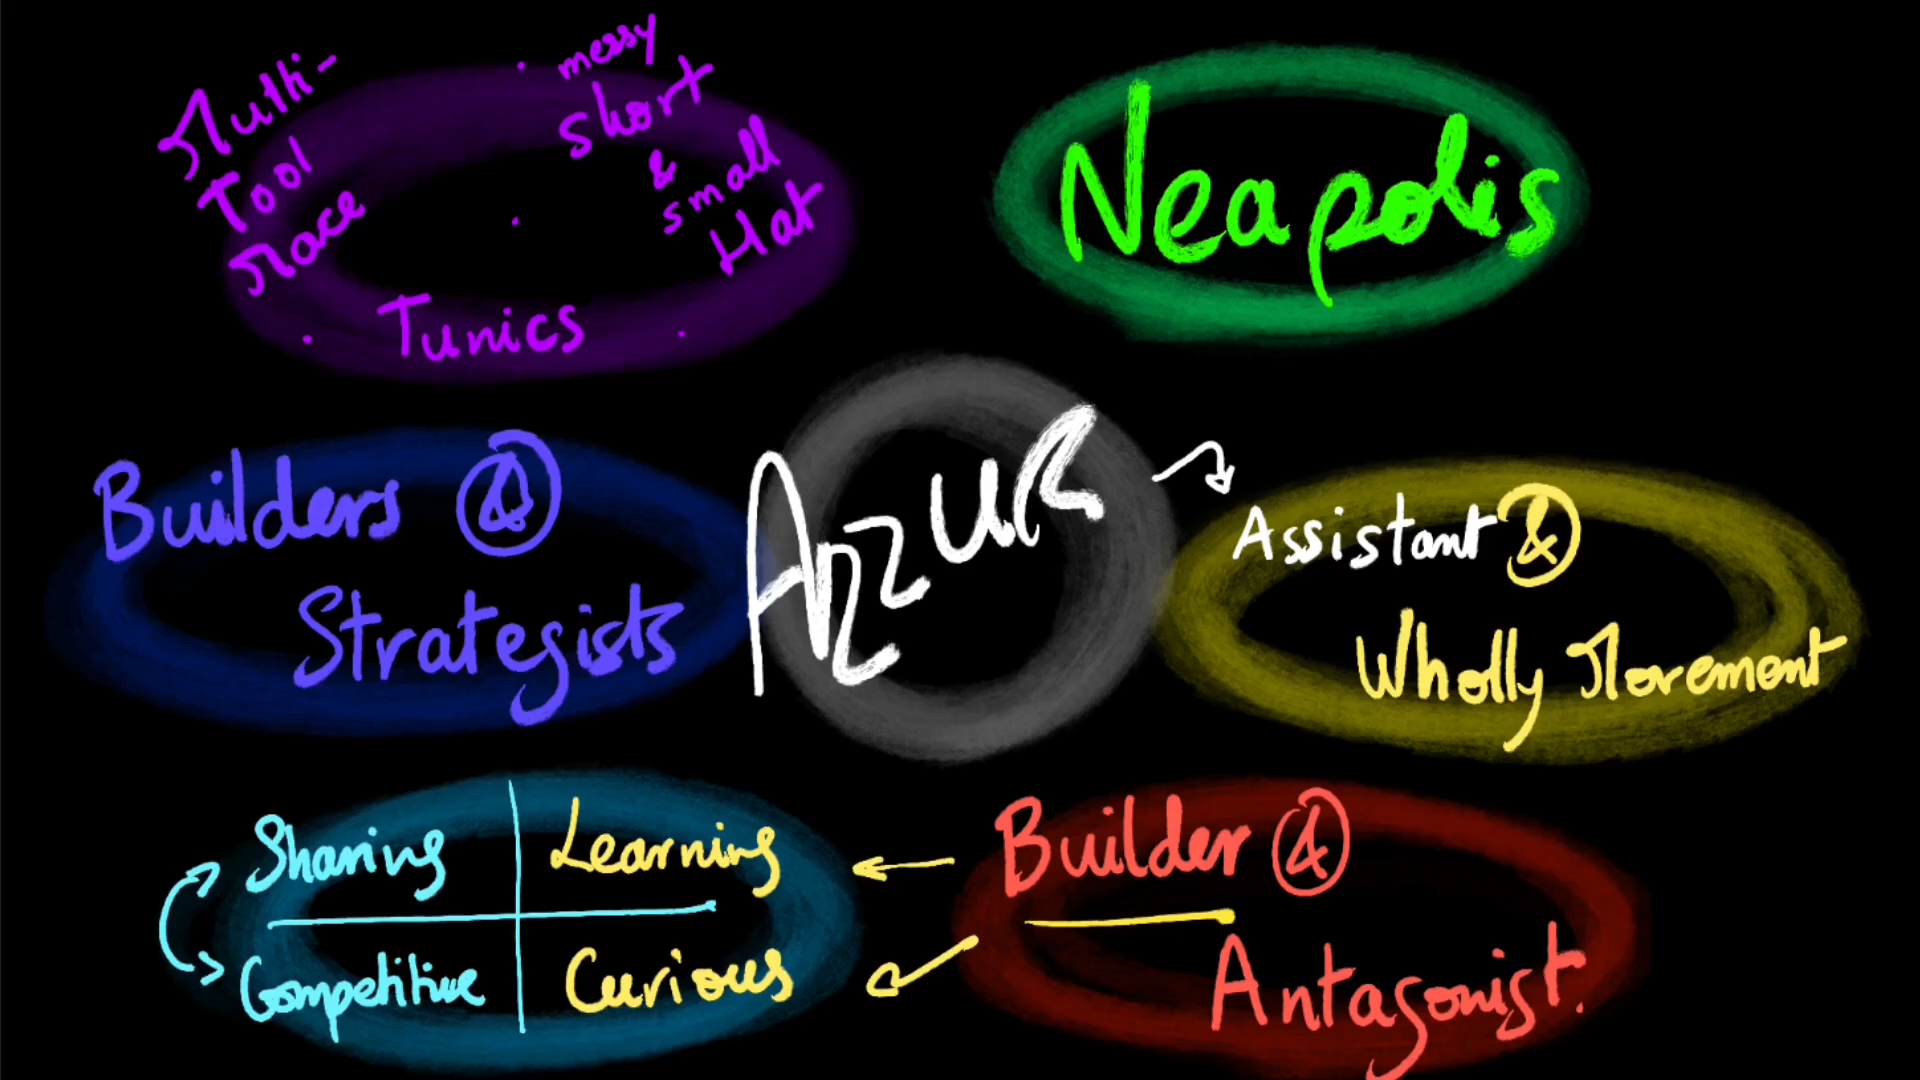 Multi-
Tool
Mace
messy
short
&
small
Hat
Tunics
Neapolis
Builders &
Strategists
Azzur
Assistant &
Wholly Movement
Sharing
Learning
Competitive
Curious
Builder &
Antagonist.